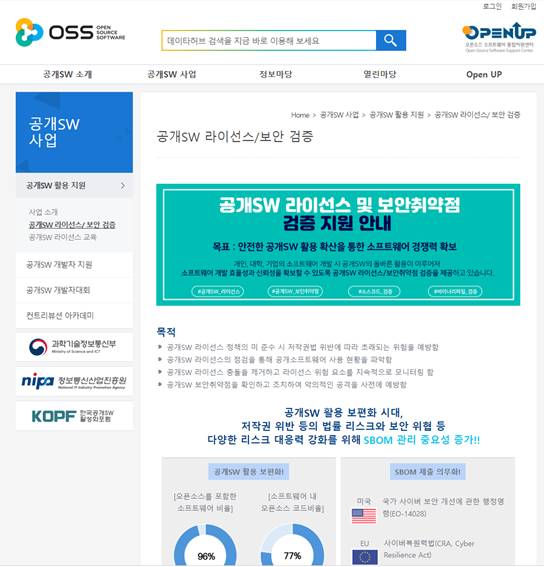 로그인 회원가입
OSS OPEN SOURCE SOFTWARE
데이타허브 검색을 지금 바로 이용해 보세요
OPENUP
오픈소스 소프트웨어 통합지원센터
Open Source Software Support Center
공개SW 소개 공개SW 사업 정보마당 열린마당 Open UP
공개SW
사업
공개SW 활용 지원
사업 소개
공개SW 라이선스/ 보안 검증
공개SW 라이선스 교육
공개SW 개발자 지원
공개SW 개발자대회
컨트리뷰션 아카데미
과학기술정보통신부
Ministry of Science and ICT
nipa 정보통신산업진흥원
National IT Industry Promotion Agency
KOPF 한국공개SW
활성화포럼
Home > 공개SW 사업 > 공개SW 활용 지원 > 공개SW 라이선스/ 보안 검증
공개SW 라이선스/보안 검증
공개SW 라이선스 및 보안취약점
검증 지원 안내
목표 : 안전한 공개SW 활용 확산을 통한 소프트웨어 경쟁력 확보
개인, 대학, 기업의 소프트웨어 개발 시 공개SW의 올바른 활용이 이루어져
소프트웨어 개발 효율성과 신뢰성을 확보할 수 있도록 공개SW 라이선스/보안취약점 검증을 제공하고 있습니다.
#공개SW_라이선스 #공개SW_보안취약점 #소스코드_검증 #바이너리파일_검증
목적
공개SW 라이선스 정책의 미 준수 시 저작권법 위반에 따라 초래되는 위험을 예방함
공개SW 라이선스의 점검을 통해 공개소프트웨어 사용 현황을 파악함
공개SW 라이선스 충돌을 제거하고 라이선스 위험 요소를 지속적으로 모니터링 함
공개SW 보안취약점을 확인하고 조치하여 악의적인 공격을 사전에 예방함
공개SW 활용 보편화 시대,
저작권 위반 등의 법률 리스크와 보안 위협 등
다양한 리스크 대응력 강화를 위해 SBOM 관리 중요성 증가!!
공개SW 활용 보편화!
[오픈소스를 포함한
소프트웨어 비율]
96%
[소프트웨어 내
오픈소스 코드비율]
77%
SBOM 제출 의무화!
미국 국가 사이버 보안 개선에 관한 행정명
령(EO-14028)
EU 사이버복원력법(CRA, Cyber
Resilience Act)